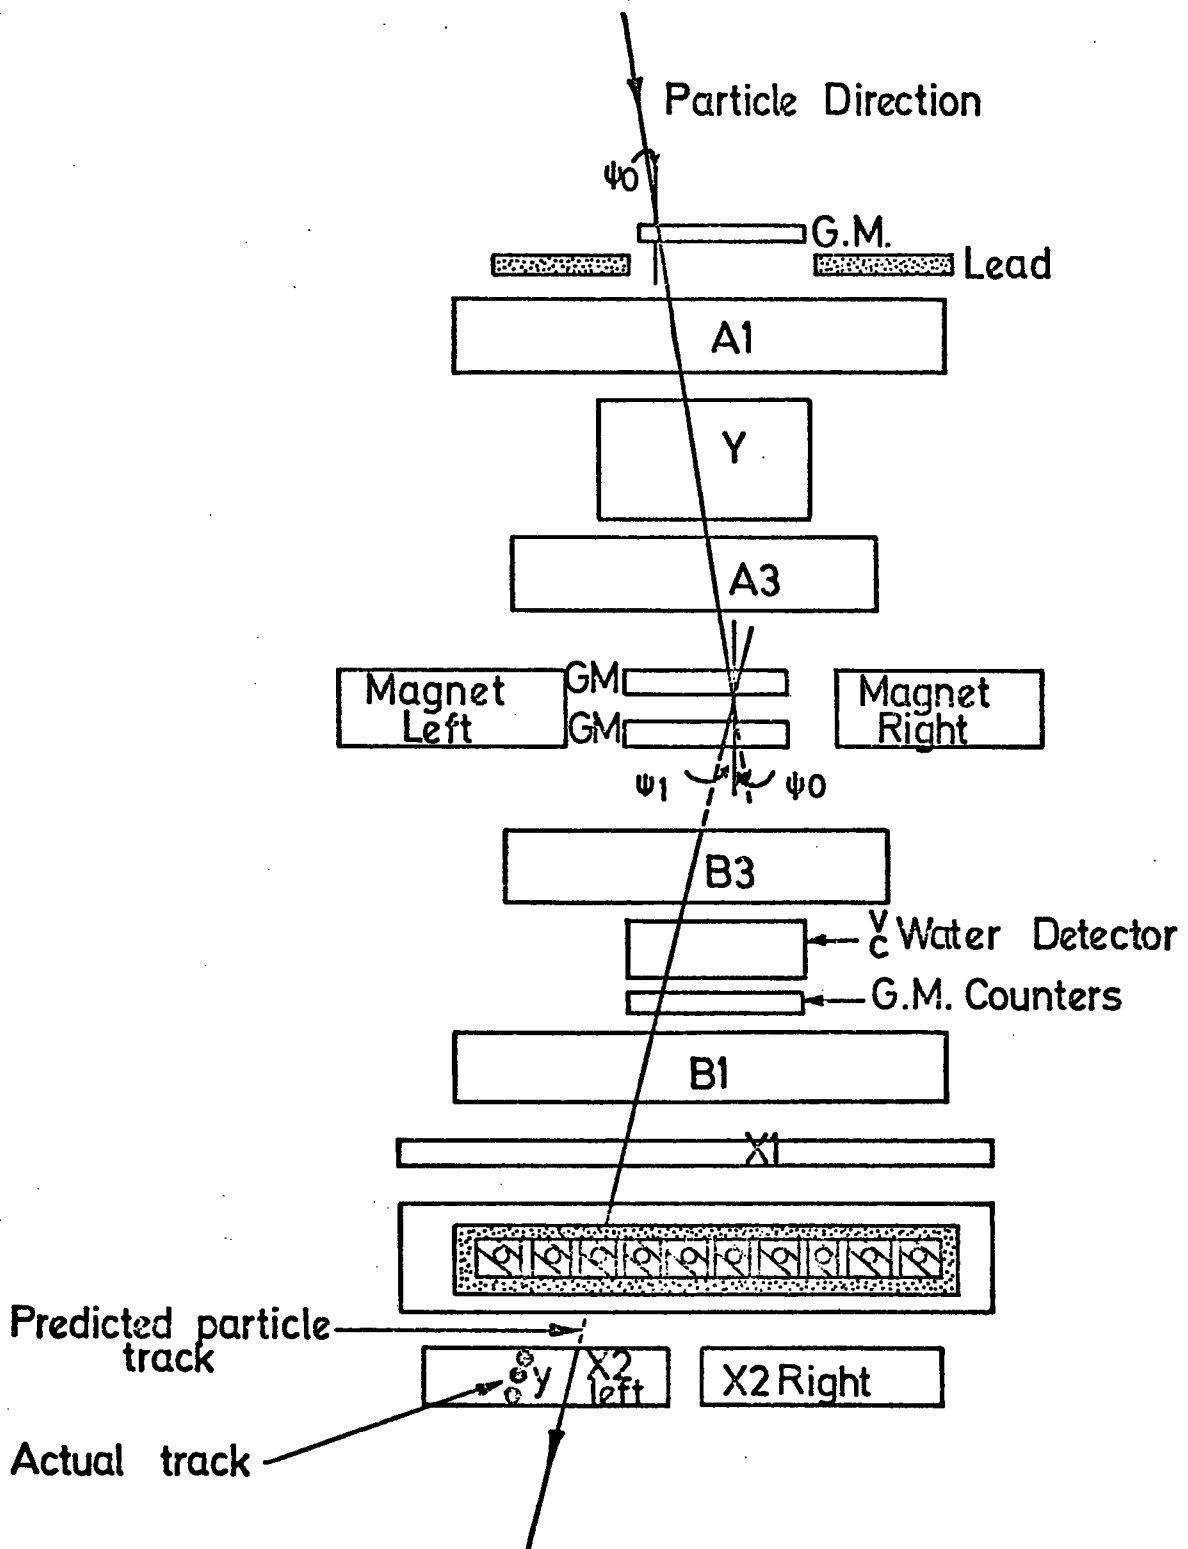 Particle Direction
ψ0
G.M.
Lead
A1
Y
A3
Magnet
Left
GM
GM
Magnet
Right
ψ1
ψ0
B3
V
C
Water Detector
G.M. Counters
B1
X1
Predicted particle
track
y
X2
left
X2 Right
Actual track